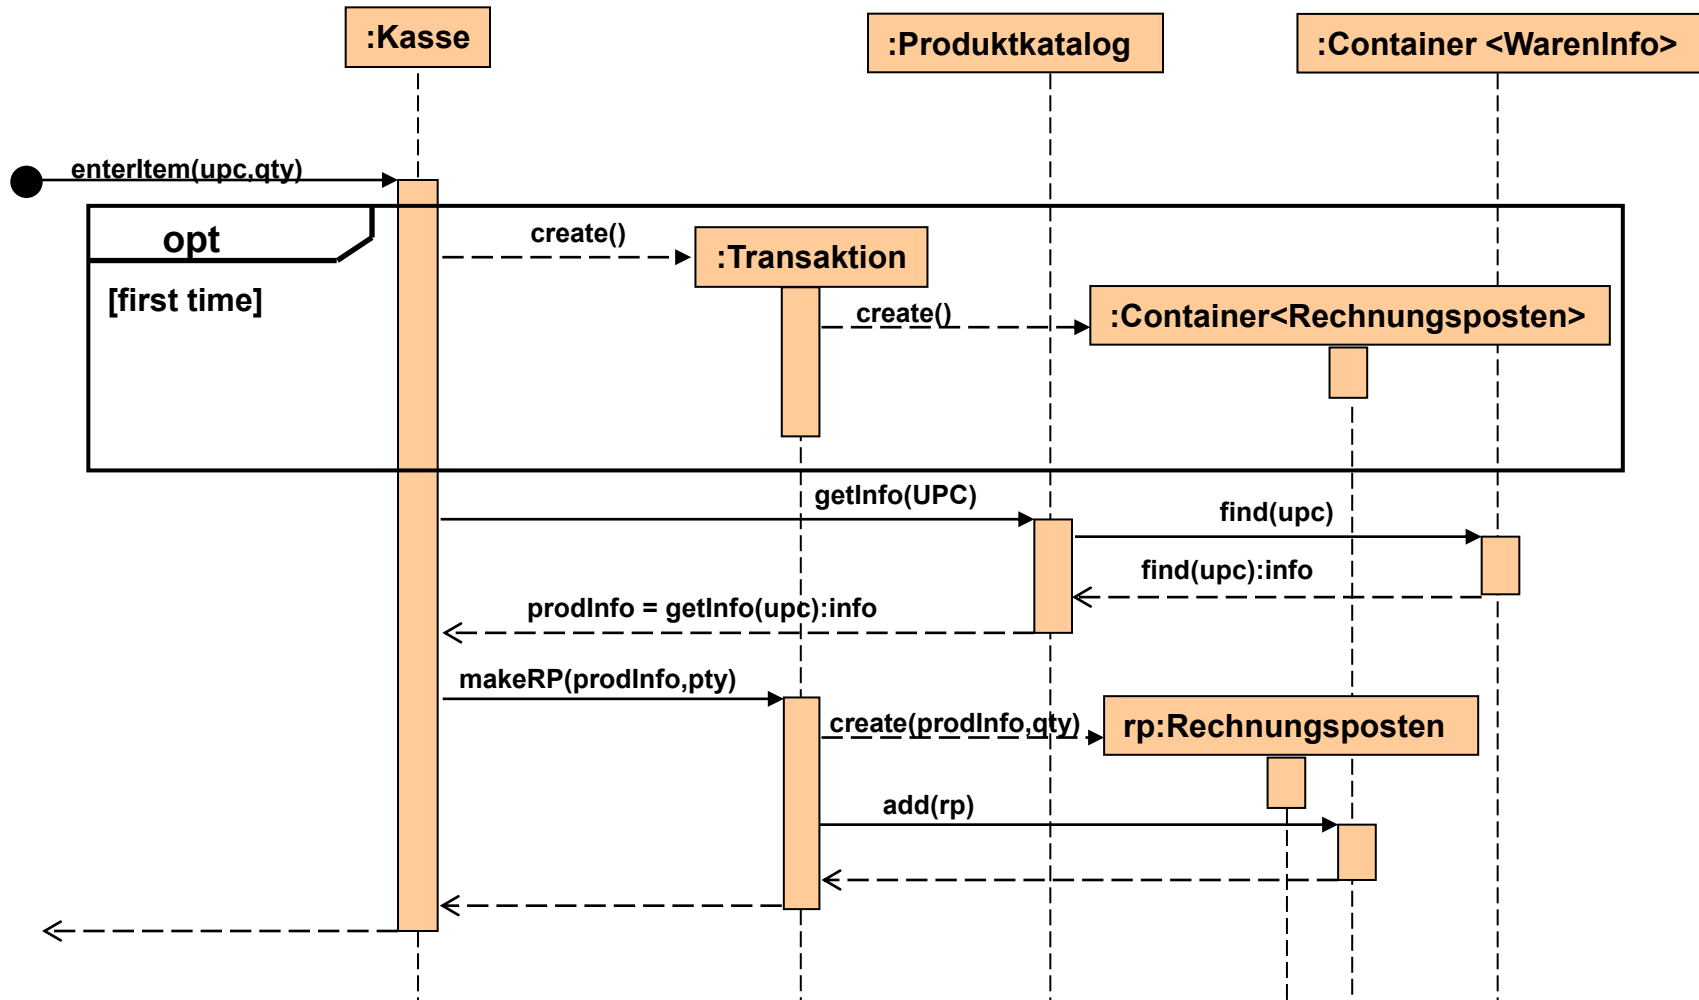 :Kasse
:Produktkatalog
:Container <WarenInfo>
enterItem(upc,qty)
opt
[first time]
create()
:Transaktion
create()
:Container<Rechnungsposten>
getInfo(UPC)
find(upc)
find(upc):info
prodInfo = getInfo(upc):info
makeRP(prodInfo,pty)
create(prodInfo,qty)
rp:Rechnungsposten
add(rp)